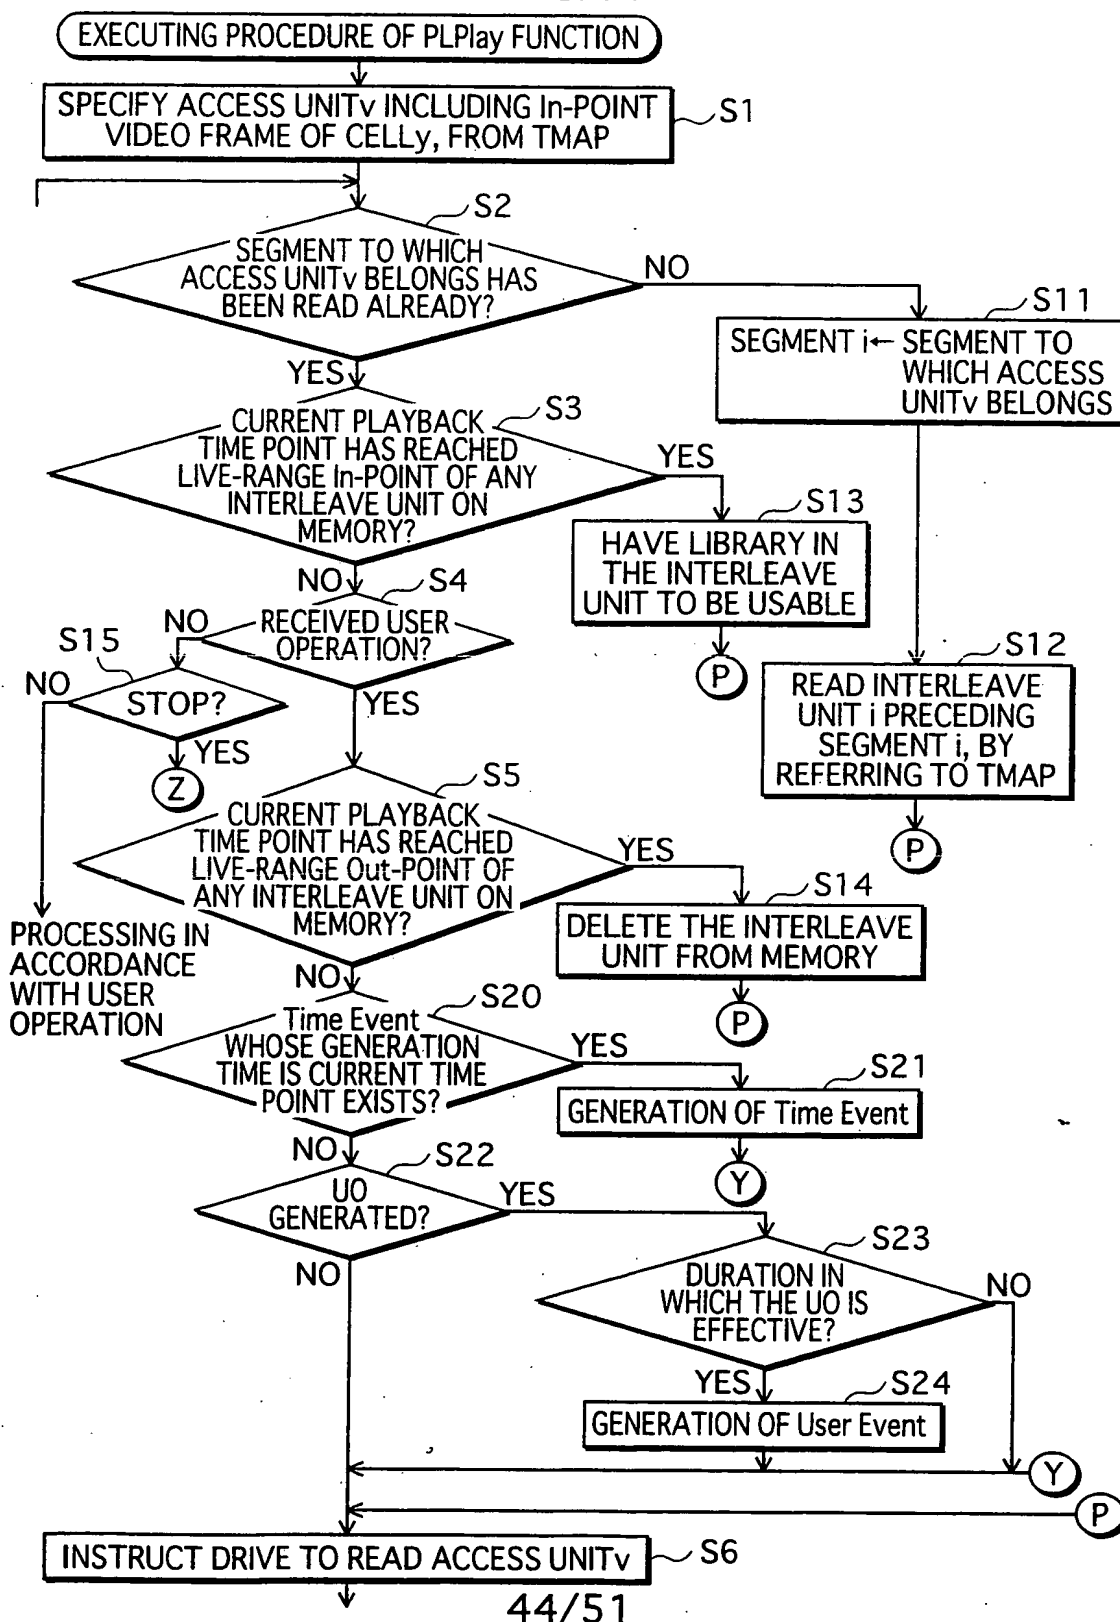 EXECUTING PROCEDURE OF PLPlay FUNCTION
SPECIFY ACCESS UNITv INCLUDING In-POINT
VIDEO FRAME OF CELLy, FROM TMAP
S1
S2
SEGMENT TO WHICH
ACCESS UNITv BELONGS HAS
BEEN READ ALREADY?
NO
YES
S11
SEGMENT i← SEGMENT TO
WHICH ACCESS
UNITv BELONGS
S3
CURRENT PLAYBACK
TIME POINT HAS REACHED
LIVE-RANGE In-POINT OF ANY
INTERLEAVE UNIT ON
MEMORY?
YES
NO
S13
HAVE LIBRARY IN
THE INTERLEAVE
UNIT TO BE USABLE
P
S12
READ INTERLEAVE
UNIT i PRECEDING
SEGMENT i, BY
REFERRING TO TMAP
P
S4
RECEIVED USER
OPERATION?
NO
YES
S15
STOP?
NO
YES
Z
PROCESSING IN
ACCORDANCE
WITH USER
OPERATION
S5
CURRENT PLAYBACK
TIME POINT HAS REACHED
LIVE-RANGE Out-POINT OF
ANY INTERLEAVE UNIT ON
MEMORY?
YES
NO
S14
DELETE THE INTERLEAVE
UNIT FROM MEMORY
P
S20
Time Event
WHOSE GENERATION
TIME IS CURRENT TIME
POINT EXISTS?
YES
NO
S21
GENERATION OF Time Event
Y
S22
UO
GENERATED?
YES
NO
S23
DURATION IN
WHICH THE UO IS
EFFECTIVE?
NO
YES
S24
GENERATION OF User Event
Y
P
INSTRUCT DRIVE TO READ ACCESS UNITv
S6
44/51